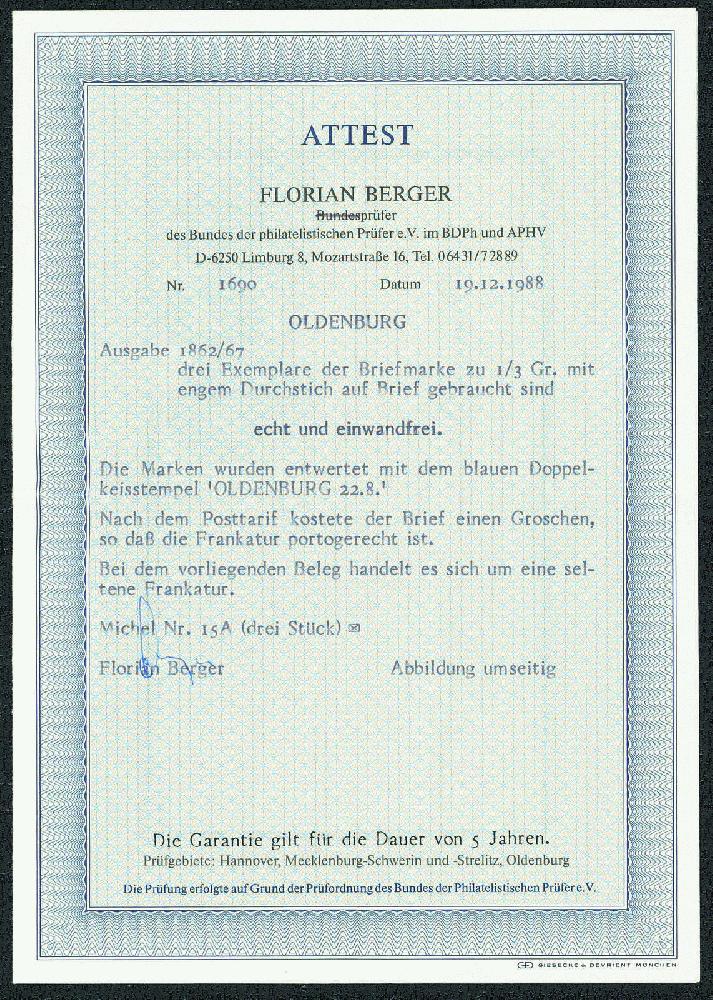 ATTEST
FLORIAN BERGER
Bundesprüfer
des Bundes der philatelistischen Prüfer e.V. im BDPh und APHV
D-6250 Limburg 8, Mozartstraße 16, Tel. 06431/72889
Nr. 1690 Datum 19.12.1988
OLDENBURG
Ausgabe 1862/67
drei Exemplare der Briefmarke zu 1/3 Gr. mit
engem Durchstich auf Brief gebraucht sind
echt und einwandfrei.
Die Marken wurden entwertet mit dem blauen Doppel-
keisstempel 'OLDENBURG 22.8.'
Nach dem Posttarif kostete der Brief einen Groschen,
so daß die Frankatur portogerecht ist.
Bei dem vorliegenden Beleg handelt es sich um eine sel-
tene Frankatur.
Michel Nr. 15A (drei Stück) ✉
Florian Berger Abbildung umseitig
Die Garantie gilt für die Dauer von 5 Jahren.
Prüfgebiete: Hannover, Mecklenburg-Schwerin und -Strelitz, Oldenburg
Die Prüfung erfolgte auf Grund der Prüfordnung des Bundes der Philatelistischen Prüfer e.V.
GD GIESECKE & DEVRIENT MÜNCHEN